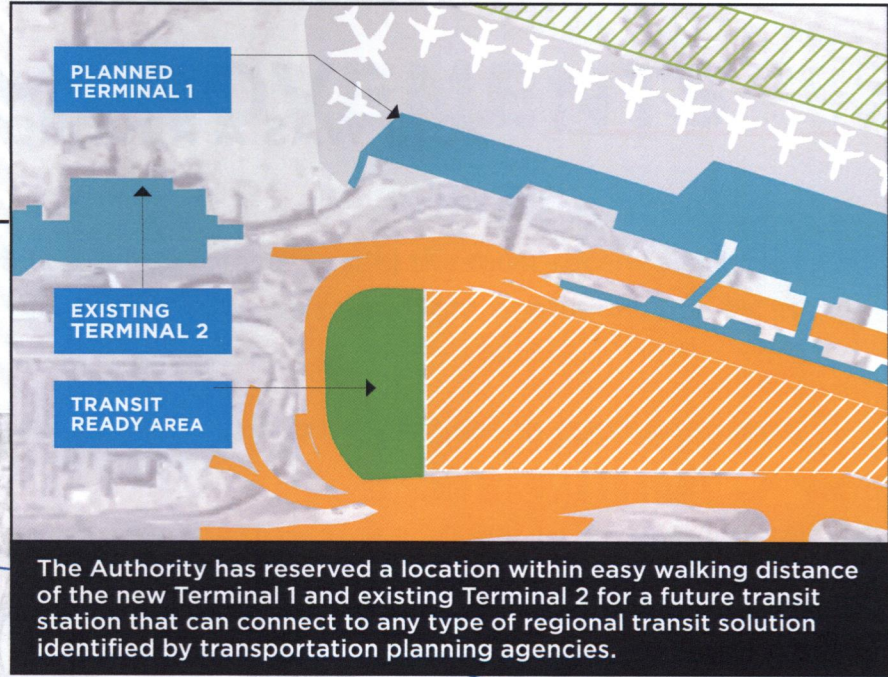 PLANNED
TERMINAL 1
EXISTING
TERMINAL 2
TRANSIT
READY AREA
The Authority has reserved a location within easy walking distance
of the new Terminal 1 and existing Terminal 2 for a future transit
station that can connect to any type of regional transit solution
identified by transportation planning agencies.